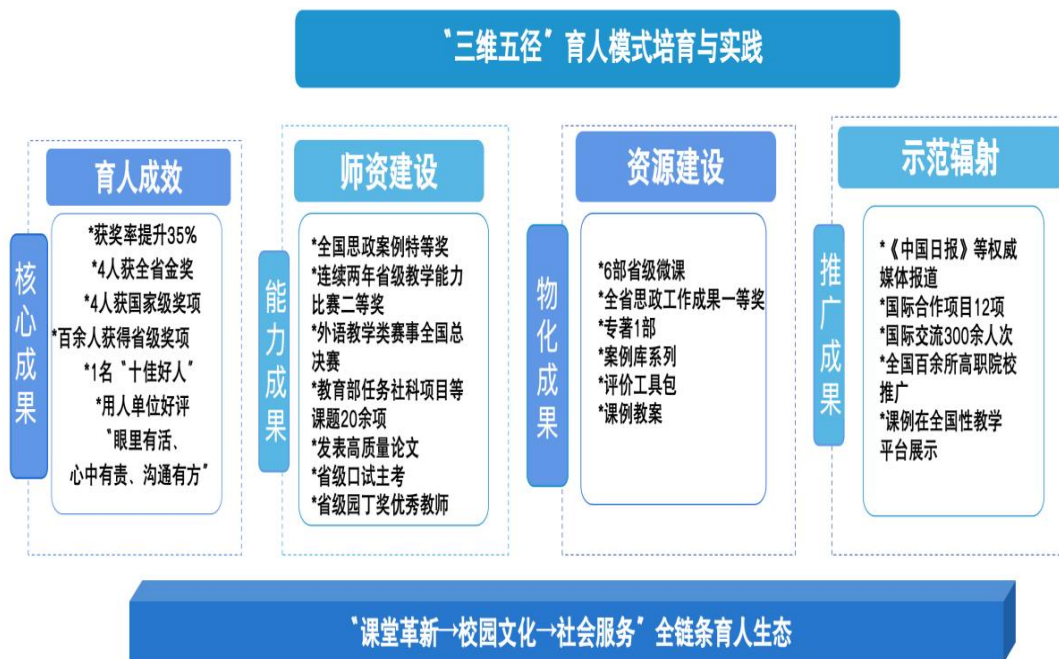 “三维五径”育人模式培育与实践
育人成效
核心成果
*获奖率提升35%
*4人获全省金奖
*4人获国家级奖项
*百余人获得省级奖项
*1名“十佳好人”
*用人单位好评
“眼里有活、
心中有责、沟通有方”
师资建设
能力成果
*全国思政案例特等奖
*连续两年省级教学能力
比赛二等奖
*外语教学类赛事全国总
决赛
*教育部任务社科项目等
课题20余项
*发表高质量论文
*省级口试主考
*省级园丁奖优秀教师
资源建设
物化成果
*6部省级微课
*全省思政工作成果一等奖
*专著1部
*案例库系列
*评价工具包
*课例教案
示范辐射
推广成果
*《中国日报》等权威
媒体报道
*国际合作项目12项
*国际交流300余人次
*全国百余所高职院校
推广
*课例在全国性教学
平台展示
“课堂革新→校园文化→社会服务”全链条育人生态